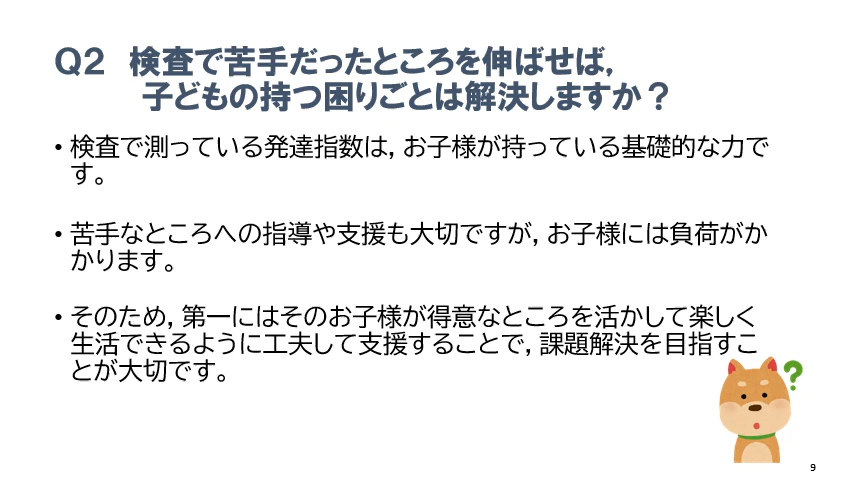 Q2 検査で苦手だったところを伸ばせば,
子どもの持つ困りごとは解決しますか？
• 検査で測っている発達指数は, お子様が持っている基礎的な力で
す。
• 苦手なところへの指導や支援も大切ですが, お子様には負荷がか
かります。
• そのため, 第一にはそのお子様が得意なところを活かして楽しく
生活できるように工夫して支援することで, 課題解決を目指すこ
とが大切です。
?
9